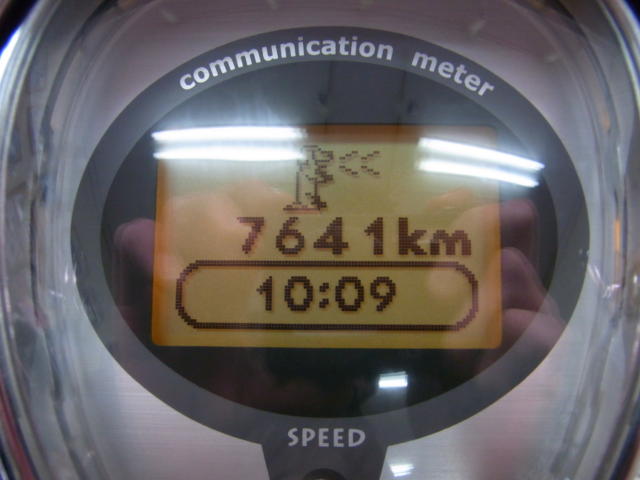 communication meter
7641km
10:09
SPEED